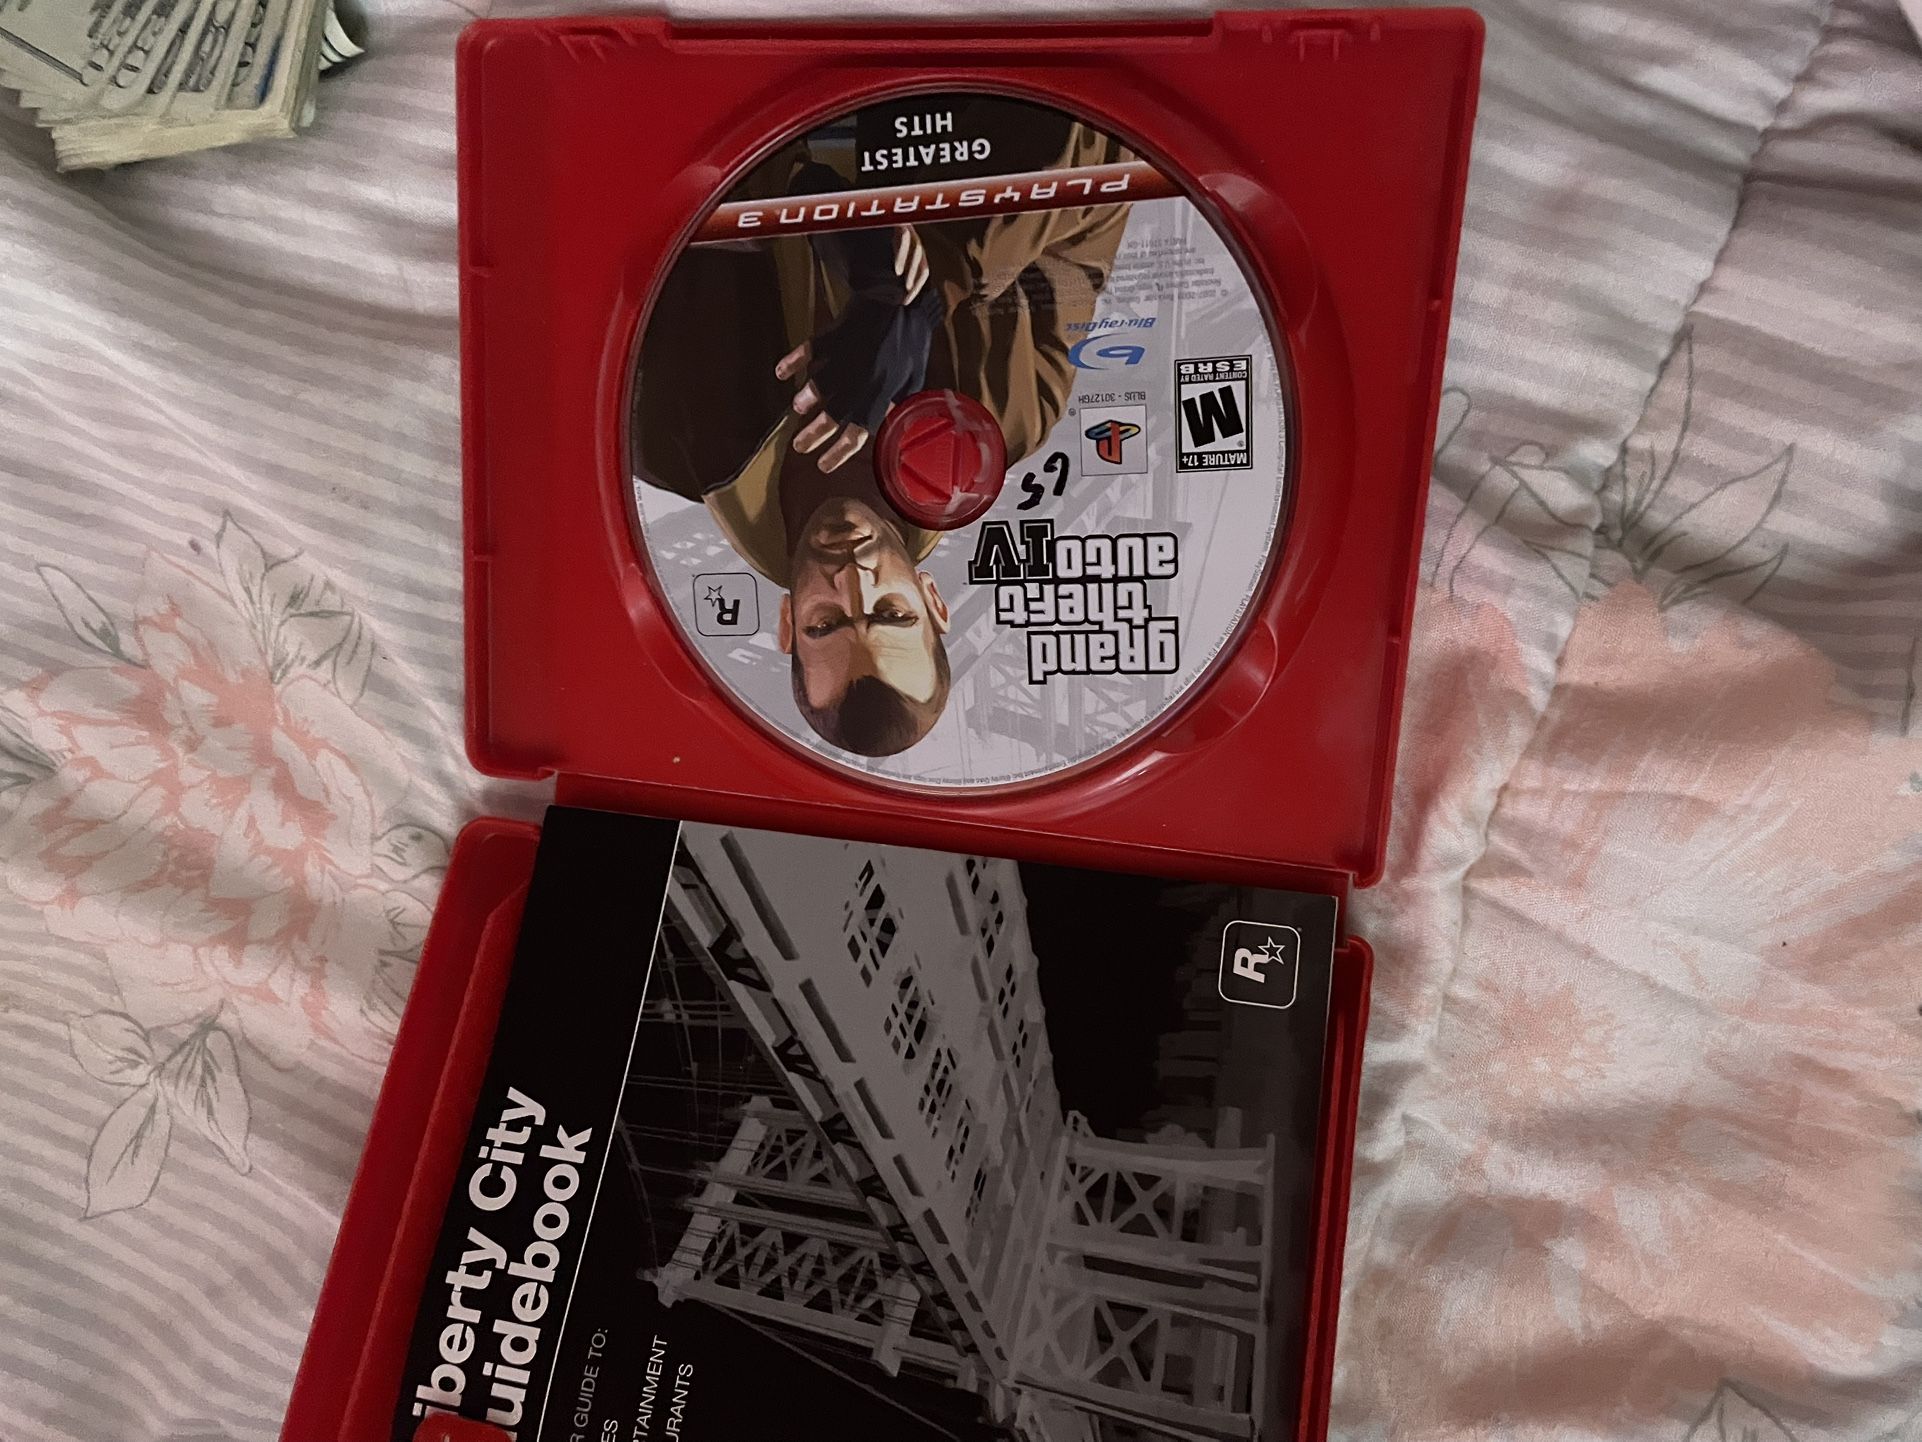 GREATEST
HITS
PLAYSTATION 3
Blu-ray Disc
BLUS - 30127GH
MATURE 17+
M
CONTENT RATED BY
ESRB
65
grand
theft
auto IV
R
R
iberty City
uidebook
R GUIDE TO:
ES
TAINMENT
URANTS